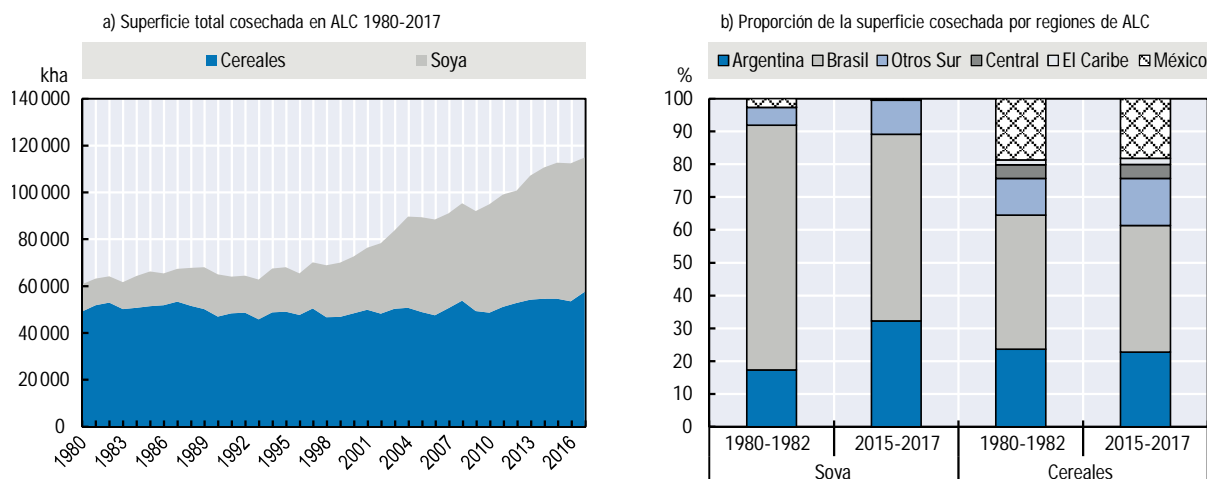 a) Superficie total cosechada en ALC 1980-2017
Cereales Soya
kha
140 000
120 000
100 000
80 000
60 000
40 000
20 000
0
1980 1983 1986 1989 1992 1995 1998 2001 2004 2007 2010 2013 2016
b) Proporción de la superficie cosechada por regiones de ALC
Argentina Brasil Otros Sur Central El Caribe México
%
100
90
80
70
60
50
40
30
20
10
0
1980-1982 2015-2017 1980-1982 2015-2017
Soya Cereales